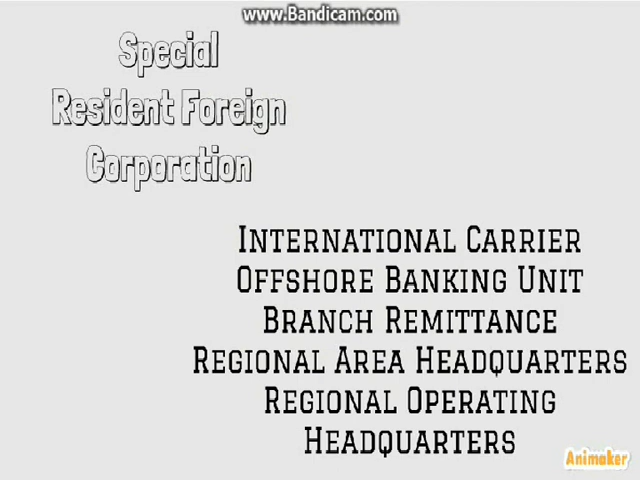 www.Bandicam.com
Special
Resident Foreign
Corporation
International Carrier
Offshore Banking Unit
Branch Remittance
Regional Area Headquarters
Regional Operating
Headquarters
Animaker